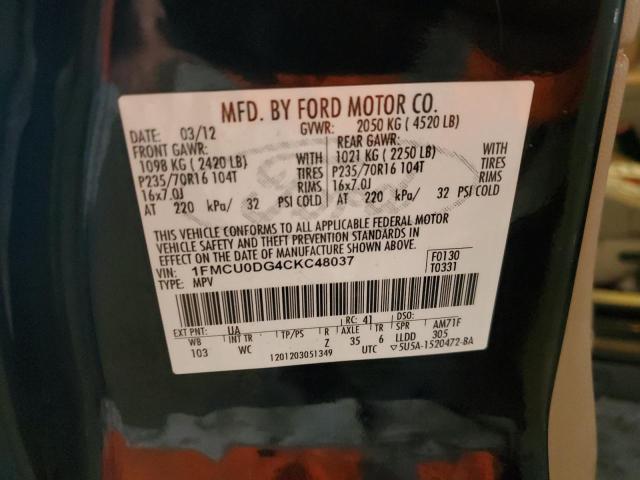 MFD. BY FORD MOTOR CO.
DATE: 03/12 GVWR: 2050 KG ( 4520 LB)
FRONT GAWR: REAR GAWR:
1098 KG ( 2420 LB) WITH 1021 KG ( 2250 LB) WITH
P235/70R16 104T TIRES P235/70R16 104T TIRES
16x7.0J RIMS 16x7.0J RIMS
AT 220 kPa/ 32 PSI COLD AT 220 kPa/ 32 PSI COLD
THIS VEHICLE CONFORMS TO ALL APPLICABLE FEDERAL MOTOR
VEHICLE SAFETY AND THEFT PREVENTION STANDARDS IN
EFFECT ON THE DATE OF MANUFACTURE SHOWN ABOVE.
VIN: 1FMCU0DG4CKC48037 F0130
TYPE: MPV T0331
EXT PNT: UA RC: 41 DSO:
WB INT TR TP/PS R AXLE TR SPR AM71F
103 WC Z 35 6 LLDD 305
1201203051349 UTC ▽5U5A-1520472-BA